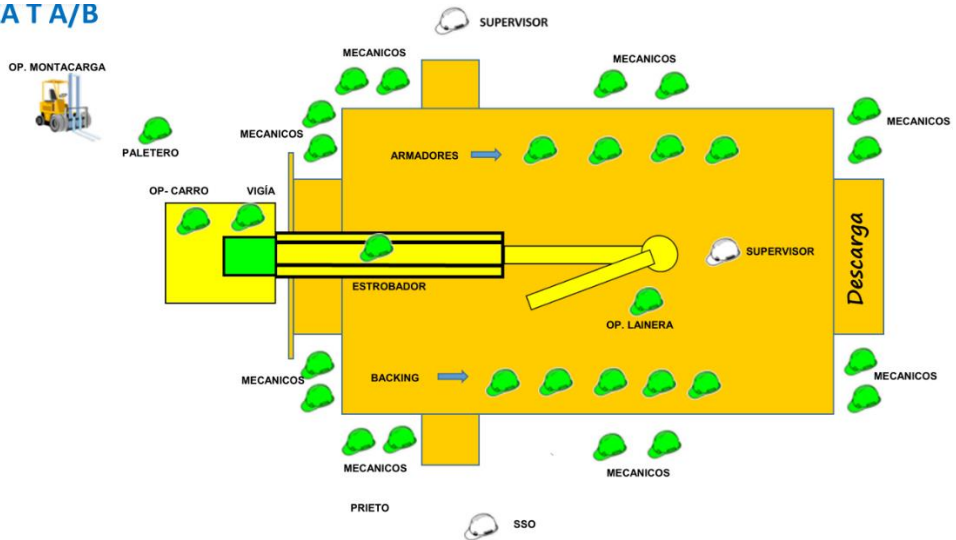 A T A/B
SUPERVISOR
OP. MONTACARGA
MECANICOS
MECANICOS
MECANICOS
MECANICOS
PALETERO
ARMADORES
OP- CARRO
VIGÍA
SUPERVISOR
Descarga
ESTROBADOR
OP. LAINERA
MECANICOS
BACKING
MECANICOS
MECANICOS
MECANICOS
PRIETO
SSO